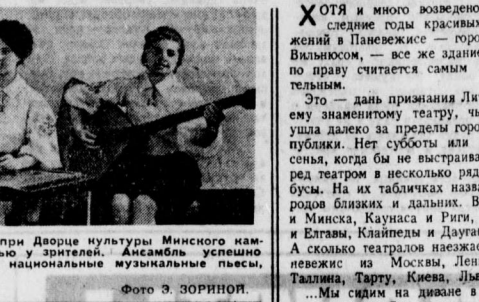 при Дворце культуры Минского кам-
ью у зрителей. Ансамбль успешно
национальные музыкальные пьесы,
Фото Э. ЗОРИНОЙ.
ХОТЯ и много возведено
следние годы красивых
жений в Паневежисе — горо
Вильнюсом, — все же здание
по праву считается самым
тельным.
Это — дань признания Лит
ему знаменитому театру, чь
ушла далеко за пределы горо
публики. Нет субботы или
сенья, когда бы не выстраива
ред театром в несколько ряд
бусы. На их табличках назва
родов близких и дальних. В
и Минска, Каунаса и Риги,
и Елгавы, Клайпеды и Даугав
А сколько театралов наезжае
невежис из Москвы, Лени
Таллина, Тарту, Киева, Льв
...Мы сидим на диване в